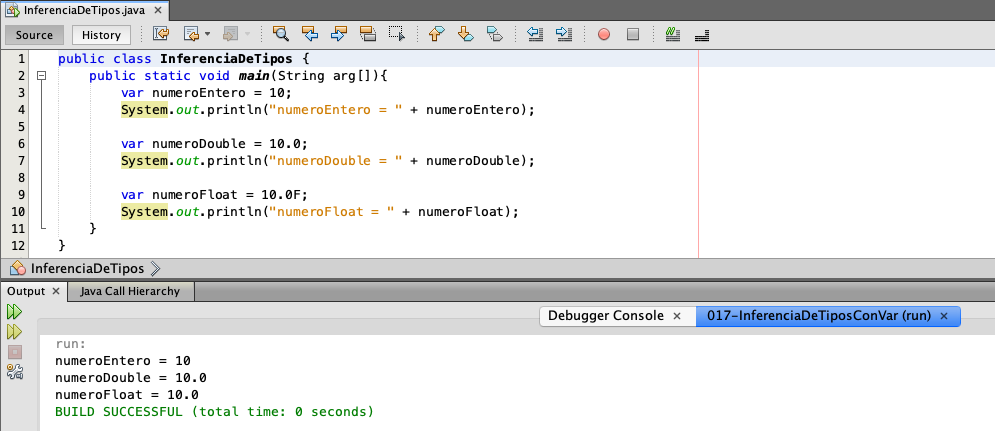 InferenciaDeTipos.java ×
Source History
1 public class InferenciaDeTipos {
2 public static void main(String arg[]){
3 var numeroEntero = 10;
4 System.out.println("numeroEntero = " + numeroEntero);
5
6 var numeroDouble = 10.0;
7 System.out.println("numeroDouble = " + numeroDouble);
8
9 var numeroFloat = 10.0F;
10 System.out.println("numeroFloat = " + numeroFloat);
11 }
12 }
InferenciaDeTipos
Output × Java Call Hierarchy
Debugger Console × 017-InferenciaDeTiposConVar (run) ×
run:
numeroEntero = 10
numeroDouble = 10.0
numeroFloat = 10.0
BUILD SUCCESSFUL (total time: 0 seconds)